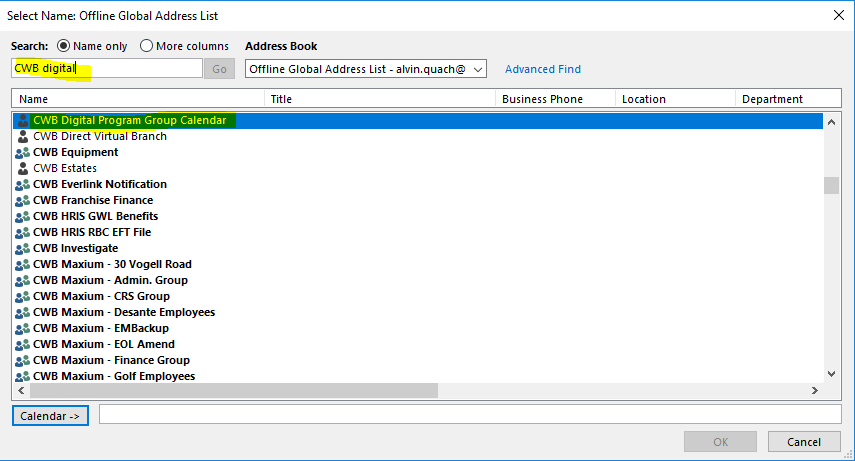 Select Name: Offline Global Address List
Search: Name only More columns Address Book
CWB digital Go Offline Global Address List - alvin.quach@ Advanced Find
Name Title Business Phone Location Department
CWB Digital Program Group Calendar
CWB Direct Virtual Branch
CWB Equipment
CWB Estates
CWB Everlink Notification
CWB Franchise Finance
CWB HRIS GWL Benefits
CWB HRIS RBC EFT File
CWB Investigate
CWB Maxium - 30 Vogell Road
CWB Maxium - Admin. Group
CWB Maxium - CRS Group
CWB Maxium - Desante Employees
CWB Maxium - EMBackup
CWB Maxium - EOL Amend
CWB Maxium - Finance Group
CWB Maxium - Golf Employees
Calendar ->
OK Cancel